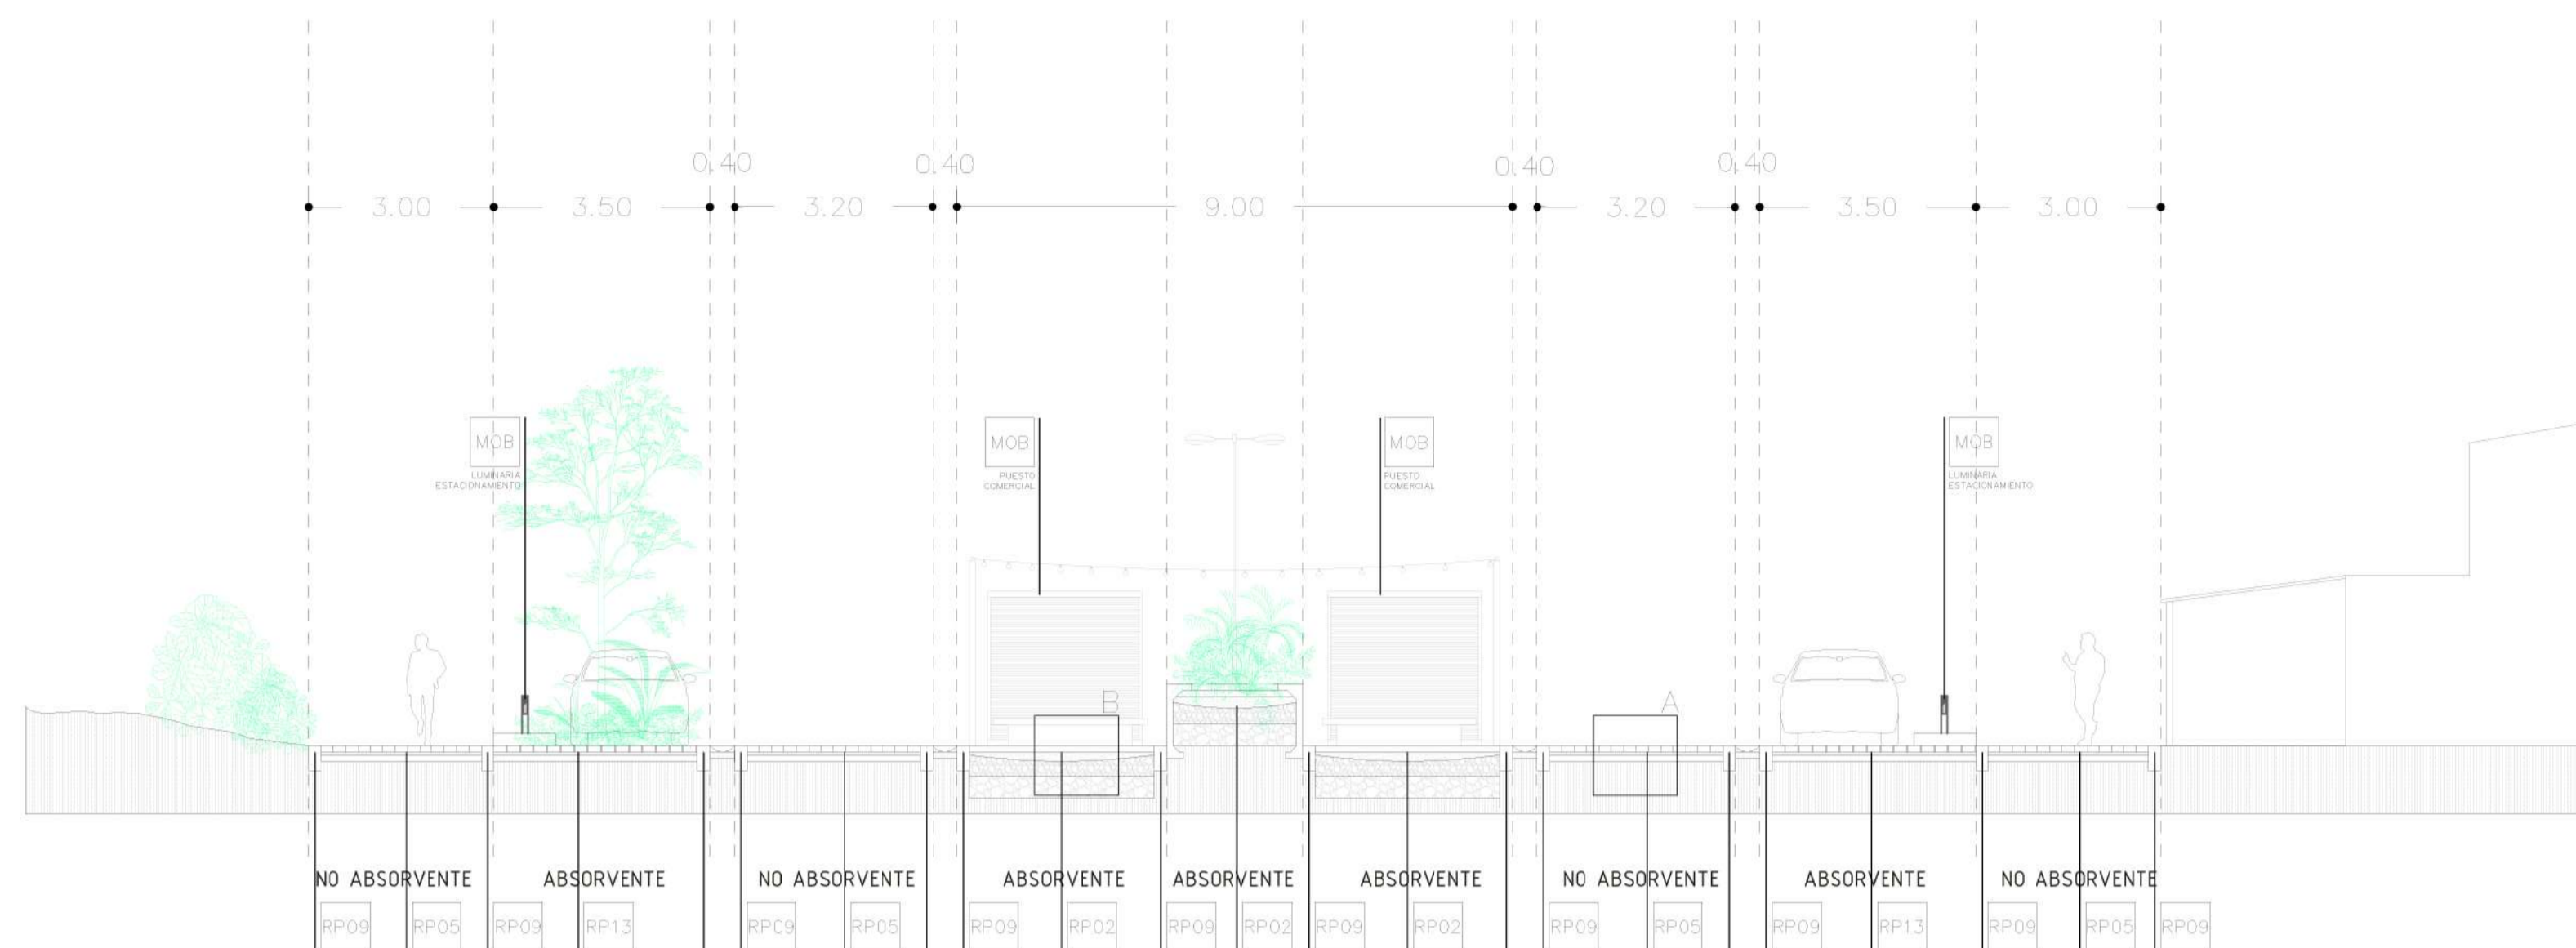 0.40 0.40 0.40 0.40
3.00 3.50 3.20 9.00 3.20 3.50 3.00
MOB MOB MOB MOB
LUMINARIA
ESTACIONAMIENTO
PUESTO
COMERCIAL
PUESTO
COMERCIAL
LUMINARIA
ESTACIONAMIENTO
B A
NO ABSORVENTE ABSORVENTE NO ABSORVENTE ABSORVENTE ABSORVENTE ABSORVENTE NO ABSORVENTE ABSORVENTE NO ABSORVENTE
RP09 RP05 RP09 RP13 RP09 RP05 RP09 RP02 RP09 RP02 RP09 RP02 RP09 RP05 RP09 RP13 RP09 RP05 RP09